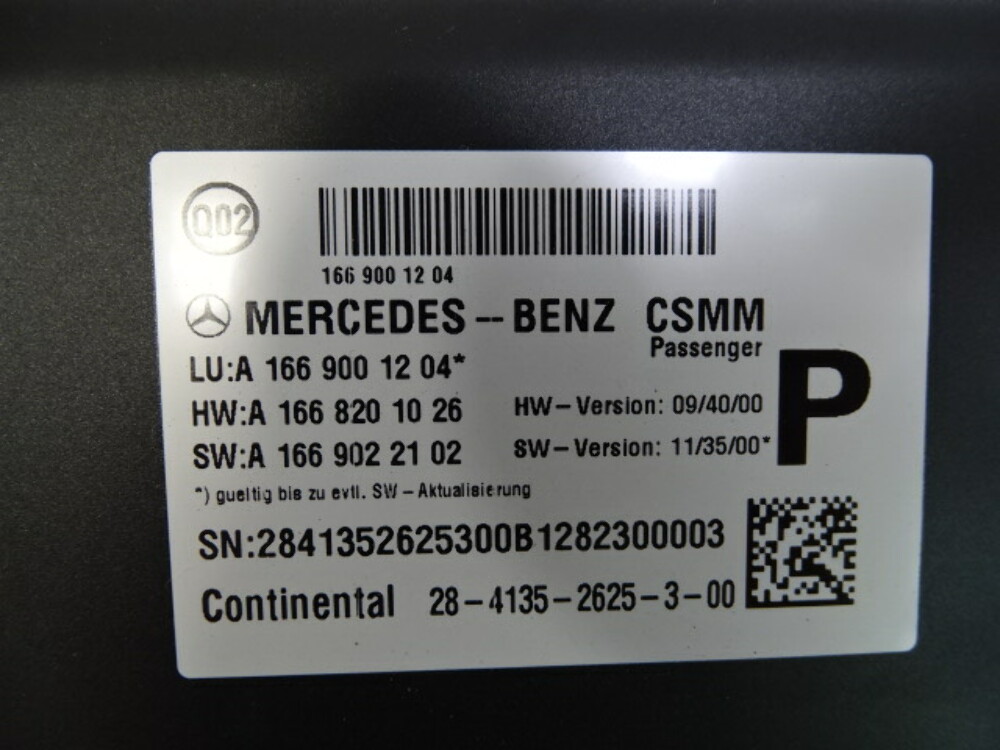 Q02
166 900 12 04
MERCEDES--BENZ CSMM
Passenger
P
LU:A 166 900 12 04*
HW:A 166 820 10 26 HW-Version: 09/40/00
SW:A 166 902 21 02 SW-Version: 11/35/00*
*) gueltig bis zu evtl. SW-Aktualisierung
SN:2841352625300B1282300003
Continental 28-4135-2625-3-00